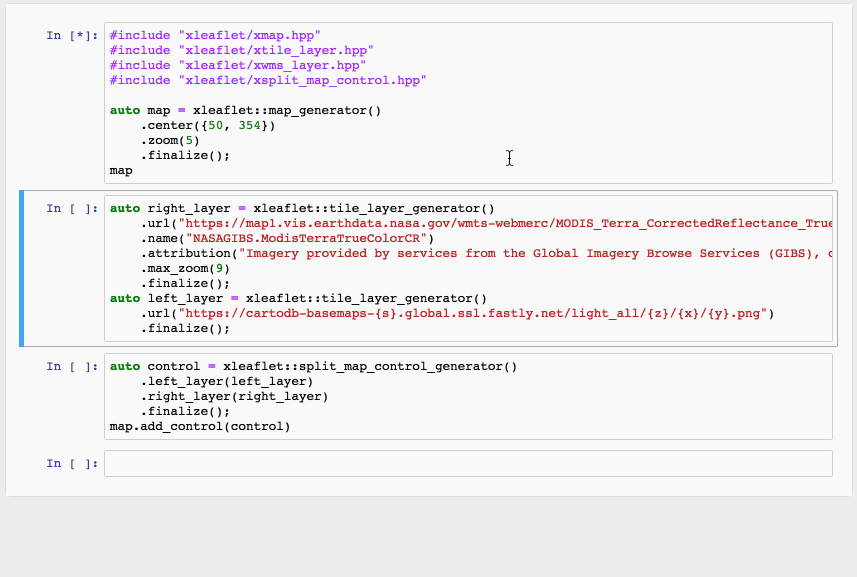 In [*]: #include "xleaflet/xmap.hpp"
#include "xleaflet/xtile_layer.hpp"
#include "xleaflet/xwms_layer.hpp"
#include "xleaflet/xsplit_map_control.hpp"
auto map = xleaflet::map_generator()
.center({50, 354})
.zoom(5)
.finalize();
map
In [ ]: auto right_layer = xleaflet::tile_layer_generator()
.url("https://map1.vis.earthdata.nasa.gov/wmts-webmerc/MODIS_Terra_CorrectedReflectance_True
.name("NASAGIBS.ModisTerraTrueColorCR")
.attribution("Imagery provided by services from the Global Imagery Browse Services (GIBS),
.max_zoom(9)
.finalize();
auto left_layer = xleaflet::tile_layer_generator()
.url("https://cartodb-basemaps-{s}.global.ssl.fastly.net/light_all/{z}/{x}/{y}.png")
.finalize();
In [ ]: auto control = xleaflet::split_map_control_generator()
.left_layer(left_layer)
.right_layer(right_layer)
.finalize();
map.add_control(control)
In [ ]: